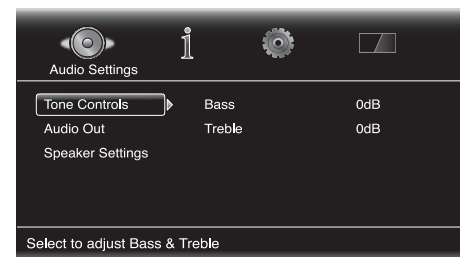 Audio Settings
Tone Controls Bass 0dB
Audio Out Treble 0dB
Speaker Settings
Select to adjust Bass & Treble